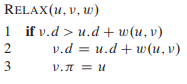 RELAX(u, v, w)
1 if v.d > u.d + w(u, v)
2 v.d = u.d + w(u, v)
3 v.π = u